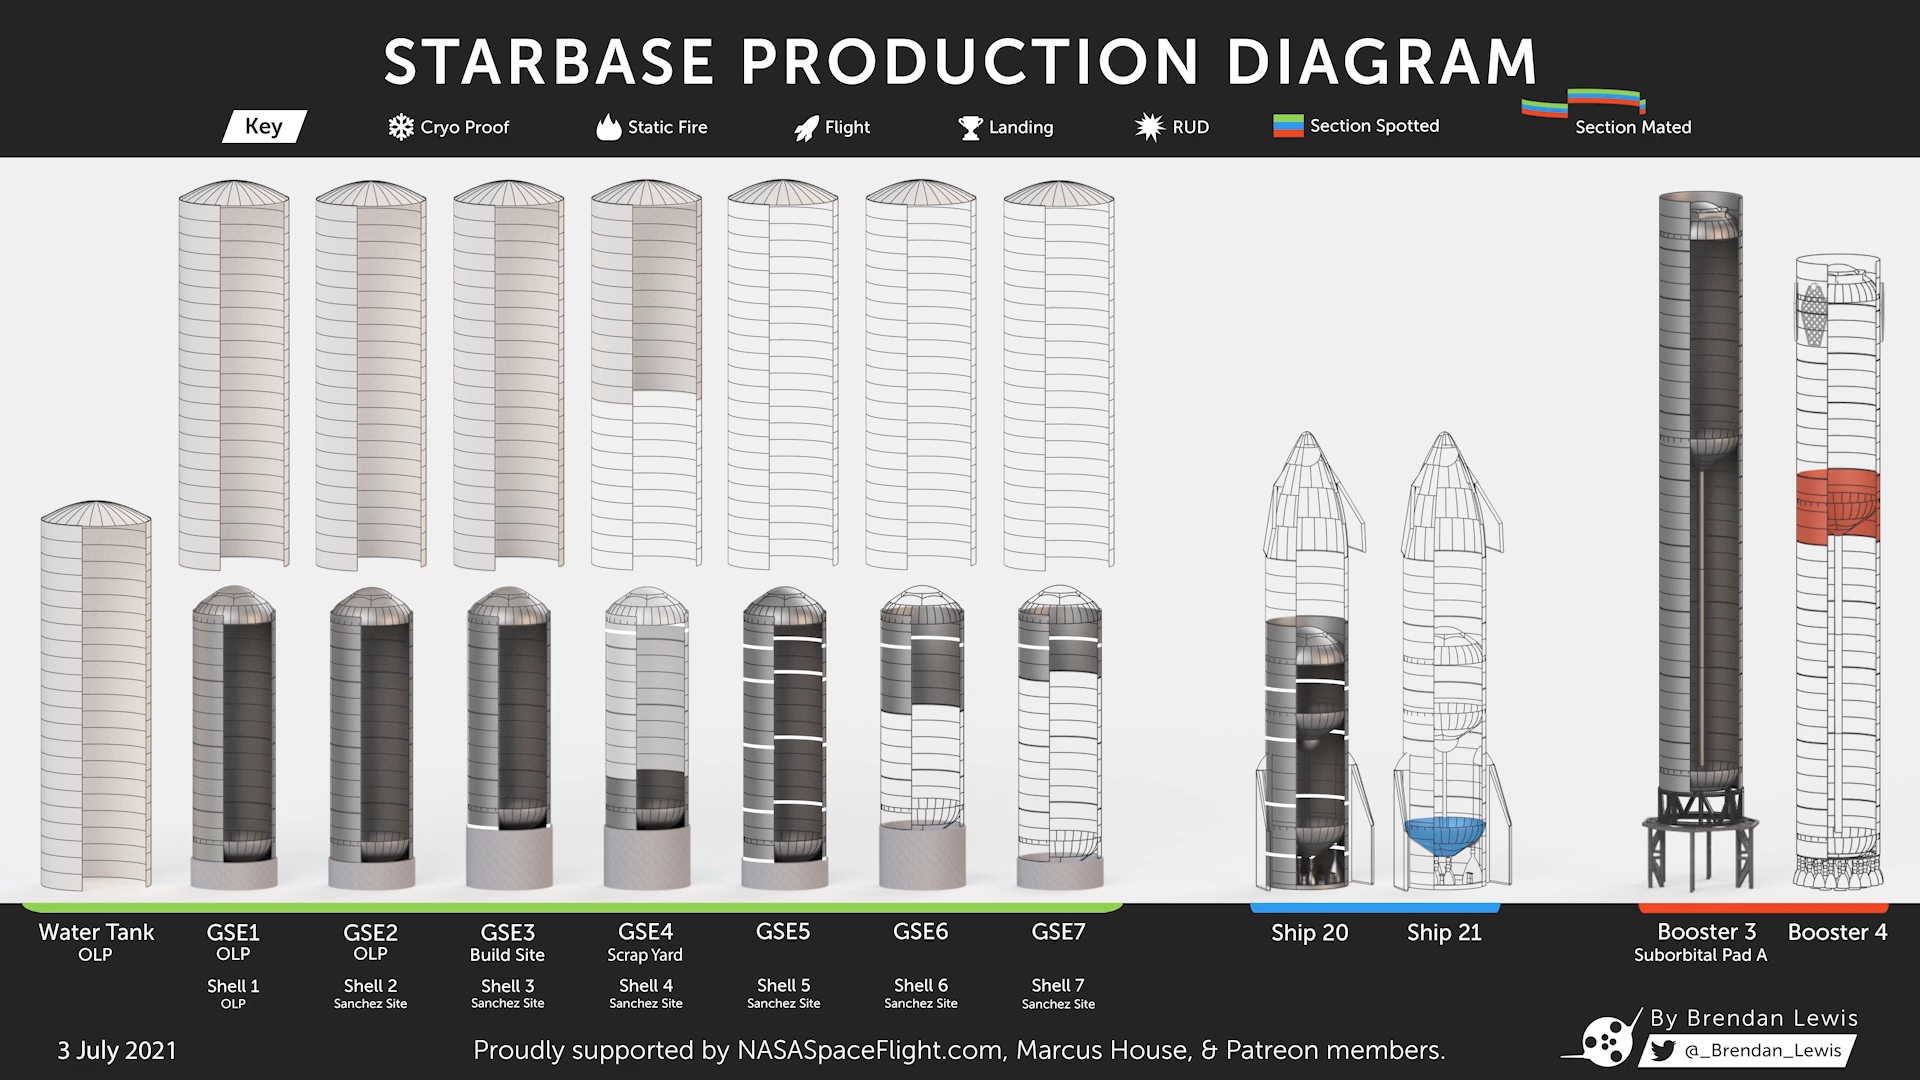 STARBASE PRODUCTION DIAGRAM
Key
Cryo Proof
Static Fire
Flight
Landing
RUD
Section Spotted
Section Mated
Water Tank
OLP
GSE1
OLP
Shell 1
OLP
GSE2
OLP
Shell 2
Sanchez Site
GSE3
Build Site
Shell 3
Sanchez Site
GSE4
Scrap Yard
Shell 4
Sanchez Site
GSE5
Shell 5
Sanchez Site
GSE6
Shell 6
Sanchez Site
GSE7
Shell 7
Sanchez Site
Ship 20
Ship 21
Booster 3
Suborbital Pad A
Booster 4
3 July 2021
Proudly supported by NASASpaceFlight.com, Marcus House, & Patreon members.
By Brendan Lewis
@_Brendan_Lewis